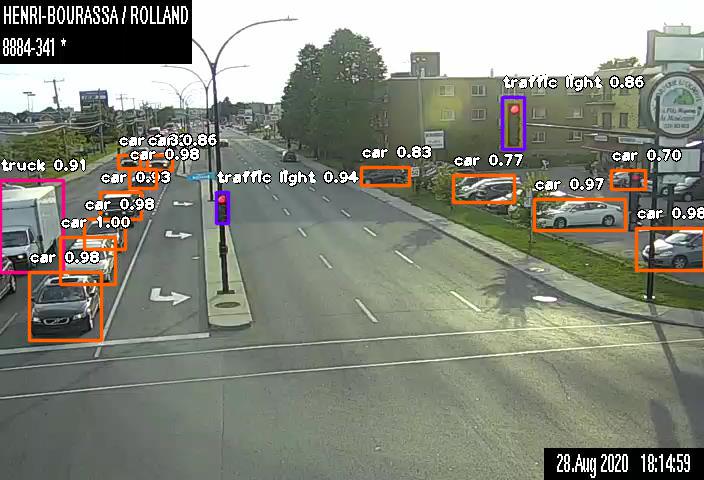 HENRI-BOURASSA / ROLLAND
8884-341 *
traffic light 0.86
car 0.86
car 0.98
car 0.83
car 0.77
car 0.70
truck 0.91
car 0.93
traffic light 0.94
car 0.97
car 0.98
car 0.98
car 1.00
car 0.98
28.Aug 2020 18:14:59